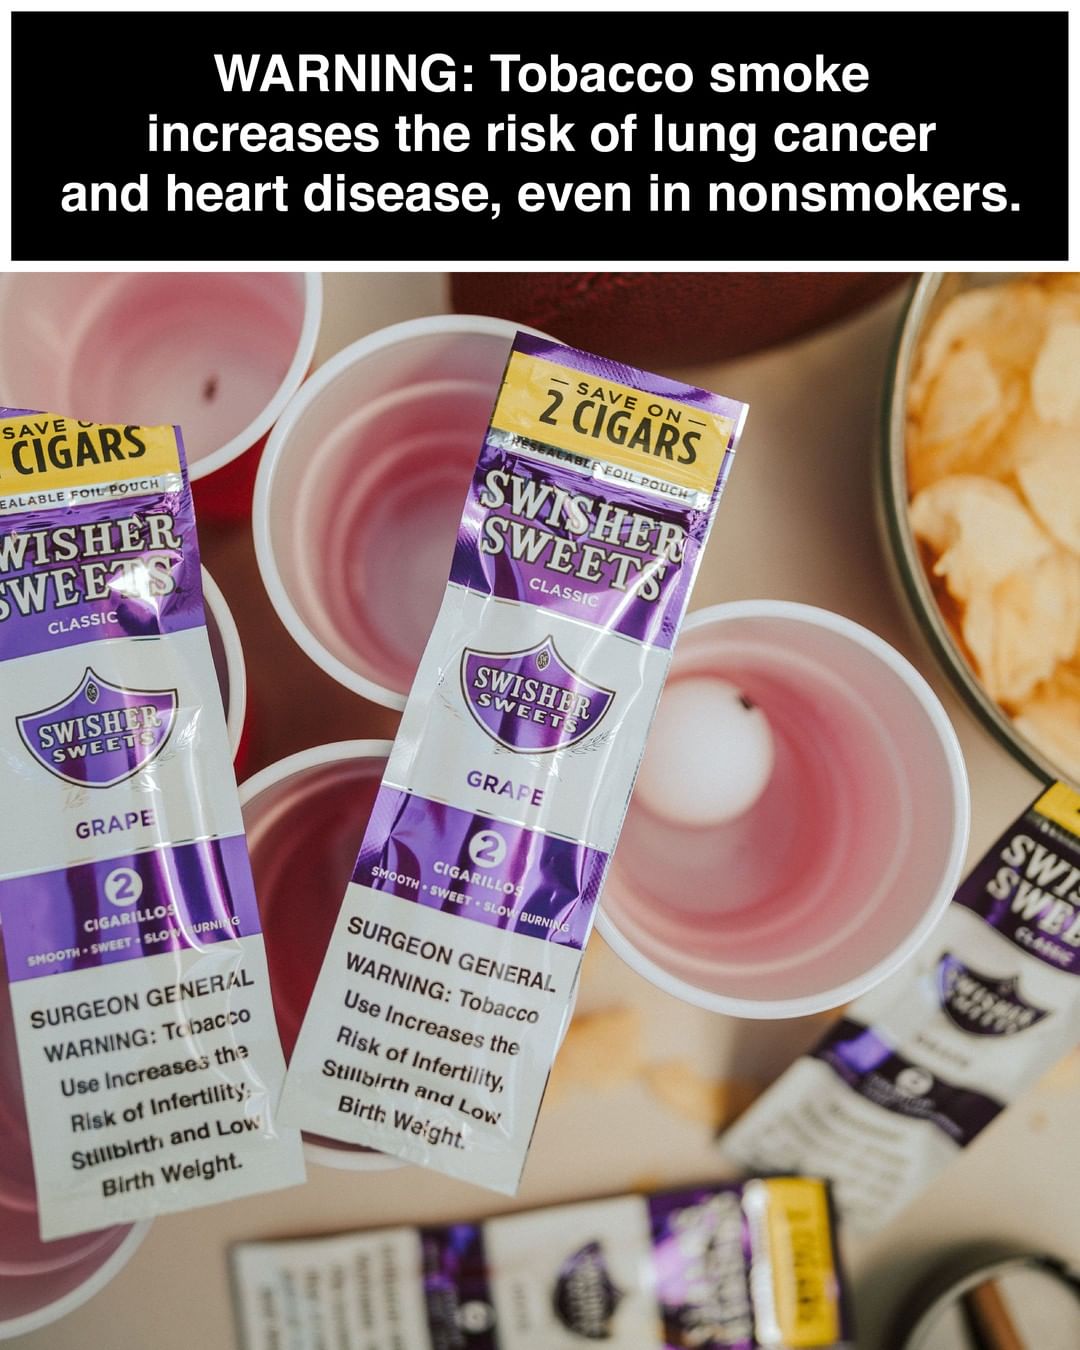 WARNING: Tobacco smoke
increases the risk of lung cancer
and heart disease, even in nonsmokers.
SAVE
CIGARS
FOIL POUCH
SWEETS
CLASSIC
SWISHER
SWEETS
GRAPE
2
CIGARILLOS
SMOOTH • SWEET • SLOW BURNING
SURGEON GENERAL
WARNING: Tobacco
Use Increases the
Risk of Infertility,
Stillbirth and Low
Birth Weight.
— SAVE ON —
2 CIGARS
RESEALABLE FOIL POUCH
SWISHER
SWEETS
CLASSIC
SWISHER
SWEETS
GRAPE
2
CIGARILLOS
SMOOTH • SWEET • SLOW BURNING
SURGEON GENERAL
WARNING: Tobacco
Use Increases the
Risk of Infertility,
Stillbirth and Low
Birth Weight.
CLASSIC